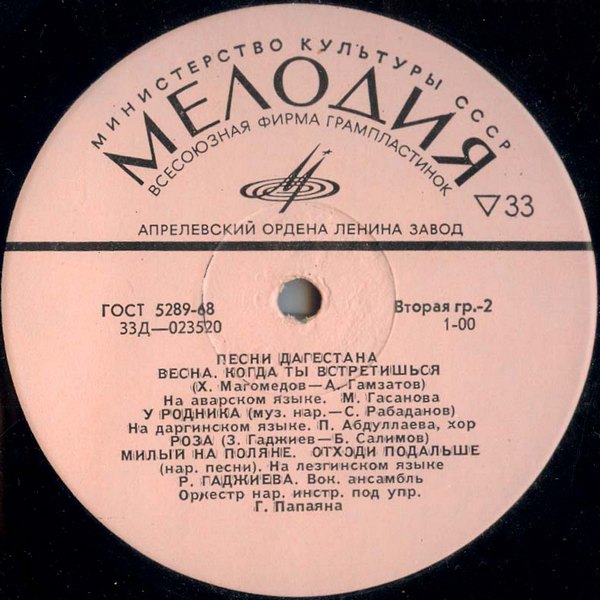 МИНИСТЕРСТВО КУЛЬТУРЫ СССР
МЕЛОДИЯ
ВСЕСОЮЗНАЯ ФИРМА ГРАМПЛАСТИНОК
▽33
АПРЕЛЕВСКИЙ ОРДЕНА ЛЕНИНА ЗАВОД
ГОСТ 5289-68
Вторая гр.-2
33Д—023520
1-00
ПЕСНИ ДАГЕСТАНА
ВЕСНА. КОГДА ТЫ ВСТРЕТИШЬСЯ
(Х. Магомедов—А. Гамзатов)
На аварском языке. М. Гасанова
У РОДНИКА (муз. нар.—С. Рабаданов)
На даргинском языке. П. Абдуллаева, хор
РОЗА (З. Гаджиев—Б. Салимов)
МИЛЫЙ НА ПОЛЯНЕ. ОТХОДИ ПОДАЛЬШЕ
(нар. песни). На лезгинском языке
Р. ГАДЖИЕВА. Вок. ансамбль
Оркестр нар. инстр. под упр.
Г. Папаяна